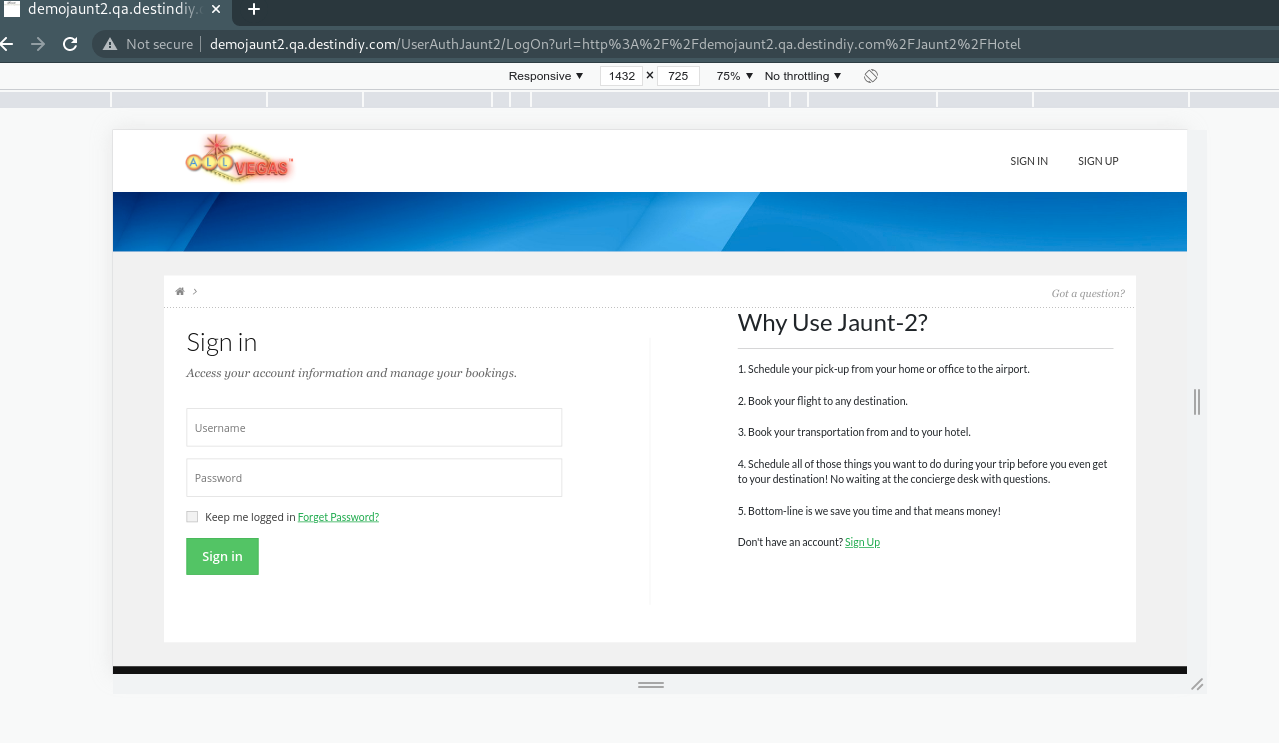 demojaunt2.qa.destindiy.
Not secure demojaunt2.qa.destindiy.com/UserAuthJaunt2/LogOn?url=http%3A%2F%2Fdemojaunt2.qa.destindiy.com%2FJaunt2%2FHotel
Responsive ▼ 1432 × 725 75% ▼ No throttling ▼
ALL VEGAS ™
SIGN IN SIGN UP
Got a question?
Sign in
Access your account information and manage your bookings.
Username
Password
Keep me logged in Forget Password?
Sign in
Why Use Jaunt-2?
1. Schedule your pick-up from your home or office to the airport.
2. Book your flight to any destination.
3. Book your transportation from and to your hotel.
4. Schedule all of those things you want to do during your trip before you even get
to your destination! No waiting at the concierge desk with questions.
5. Bottom-line is we save you time and that means money!
Don't have an account? Sign Up